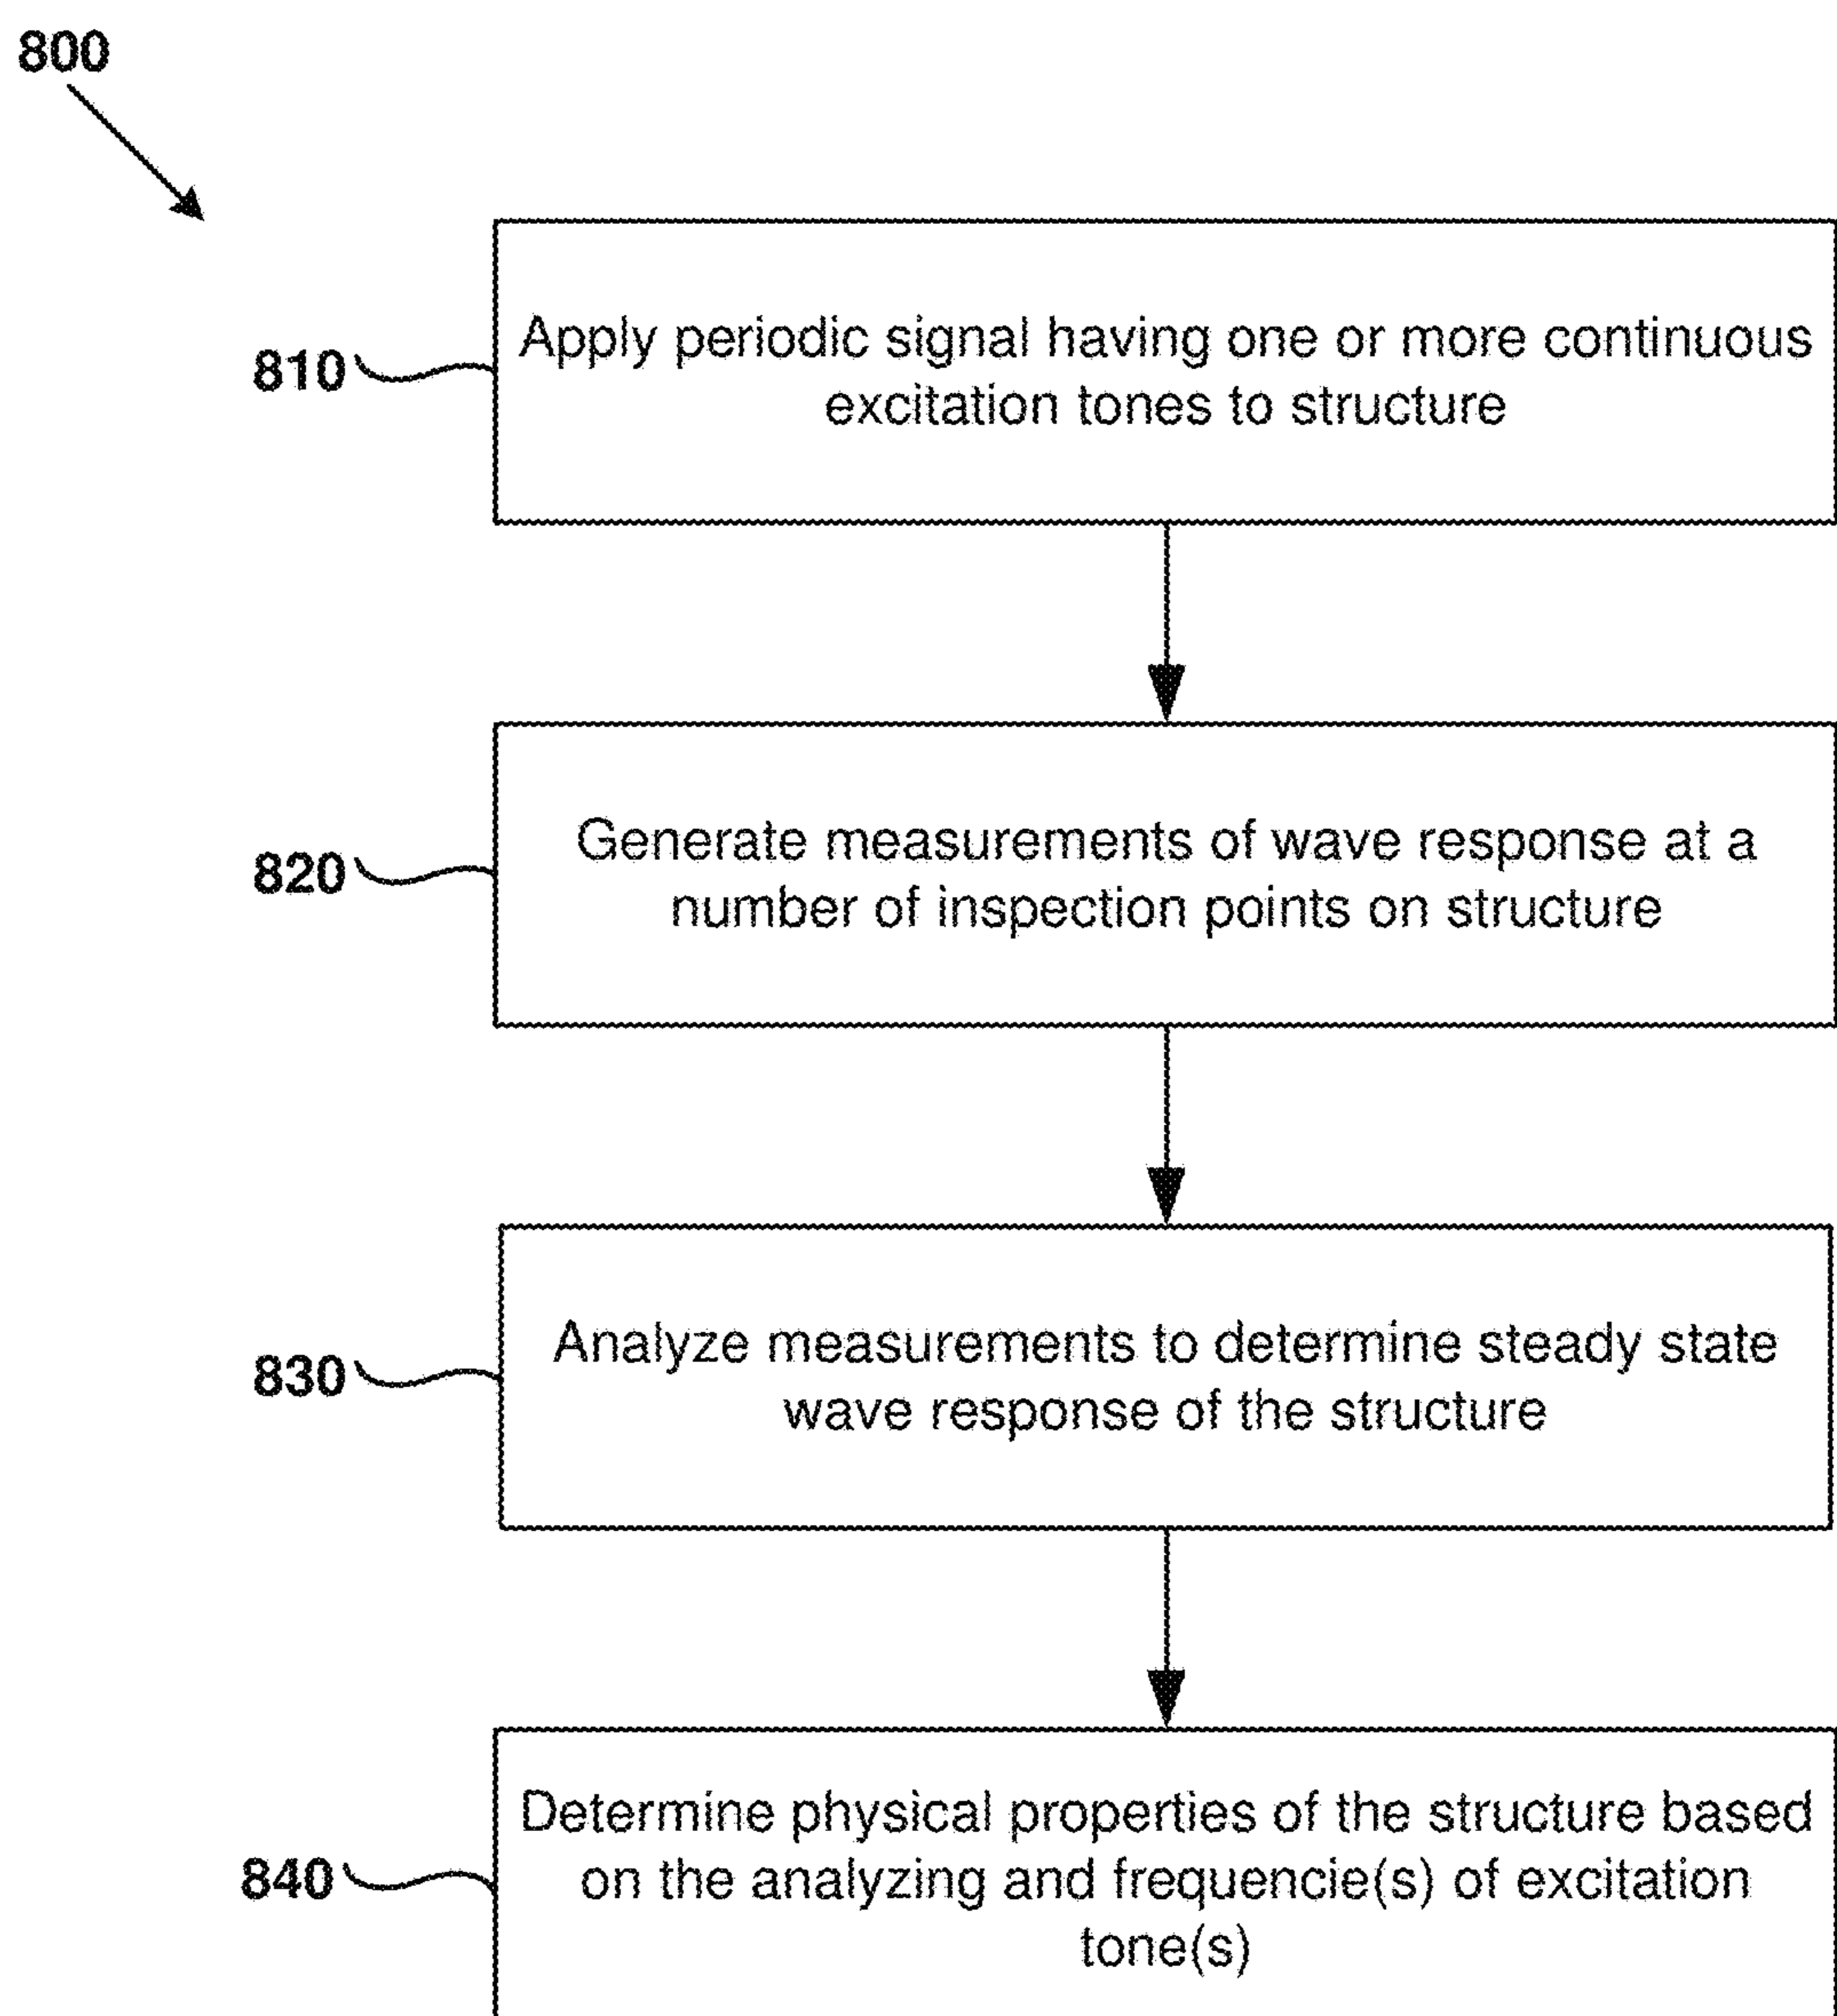 800
810
Apply periodic signal having one or more continuous
excitation tones to structure
820
Generate measurements of wave response at a
number of inspection points on structure
830
Analyze measurements to determine steady state
wave response of the structure
840
Determine physical properties of the structure based
on the analyzing and frequencie(s) of excitation
tone(s)